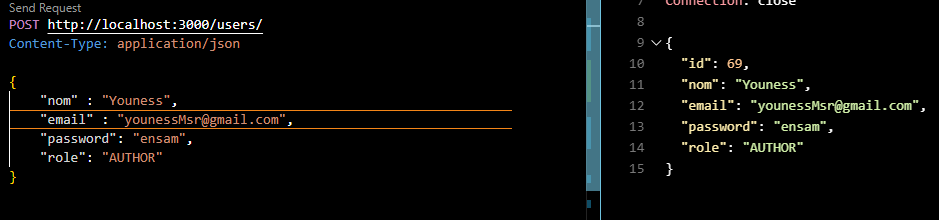 Send Request
POST http://localhost:3000/users/
Content-Type: application/json
{
"nom" : "Youness",
"email" : "younessMsr@gmail.com",
"password": "ensam",
"role": "AUTHOR"
}
7 Connection: close
8
9 {
10 "id": 69,
11 "nom": "Youness",
12 "email": "younessMsr@gmail.com",
13 "password": "ensam",
14 "role": "AUTHOR"
15 }